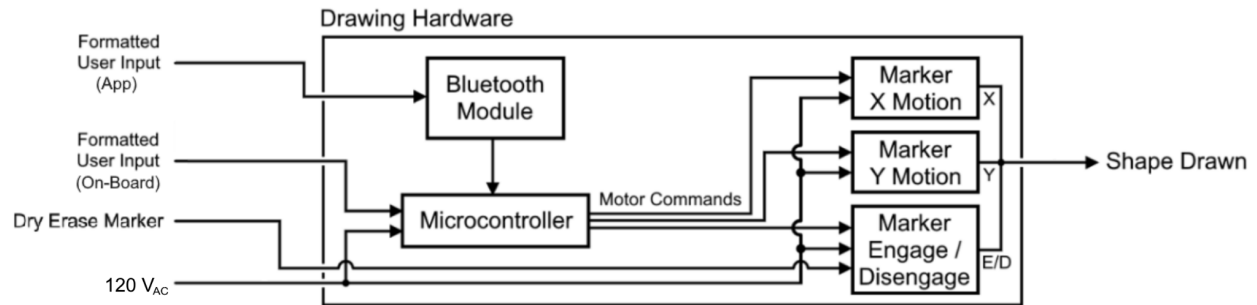 Drawing Hardware
Formatted
User Input
(App)
Bluetooth
Module
Marker
X Motion
X
Formatted
User Input
(On-Board)
Marker
Y Motion
Y
Shape Drawn
Motor Commands
Microcontroller
Dry Erase Marker
Marker
Engage /
Disengage
E/D
120 VAC